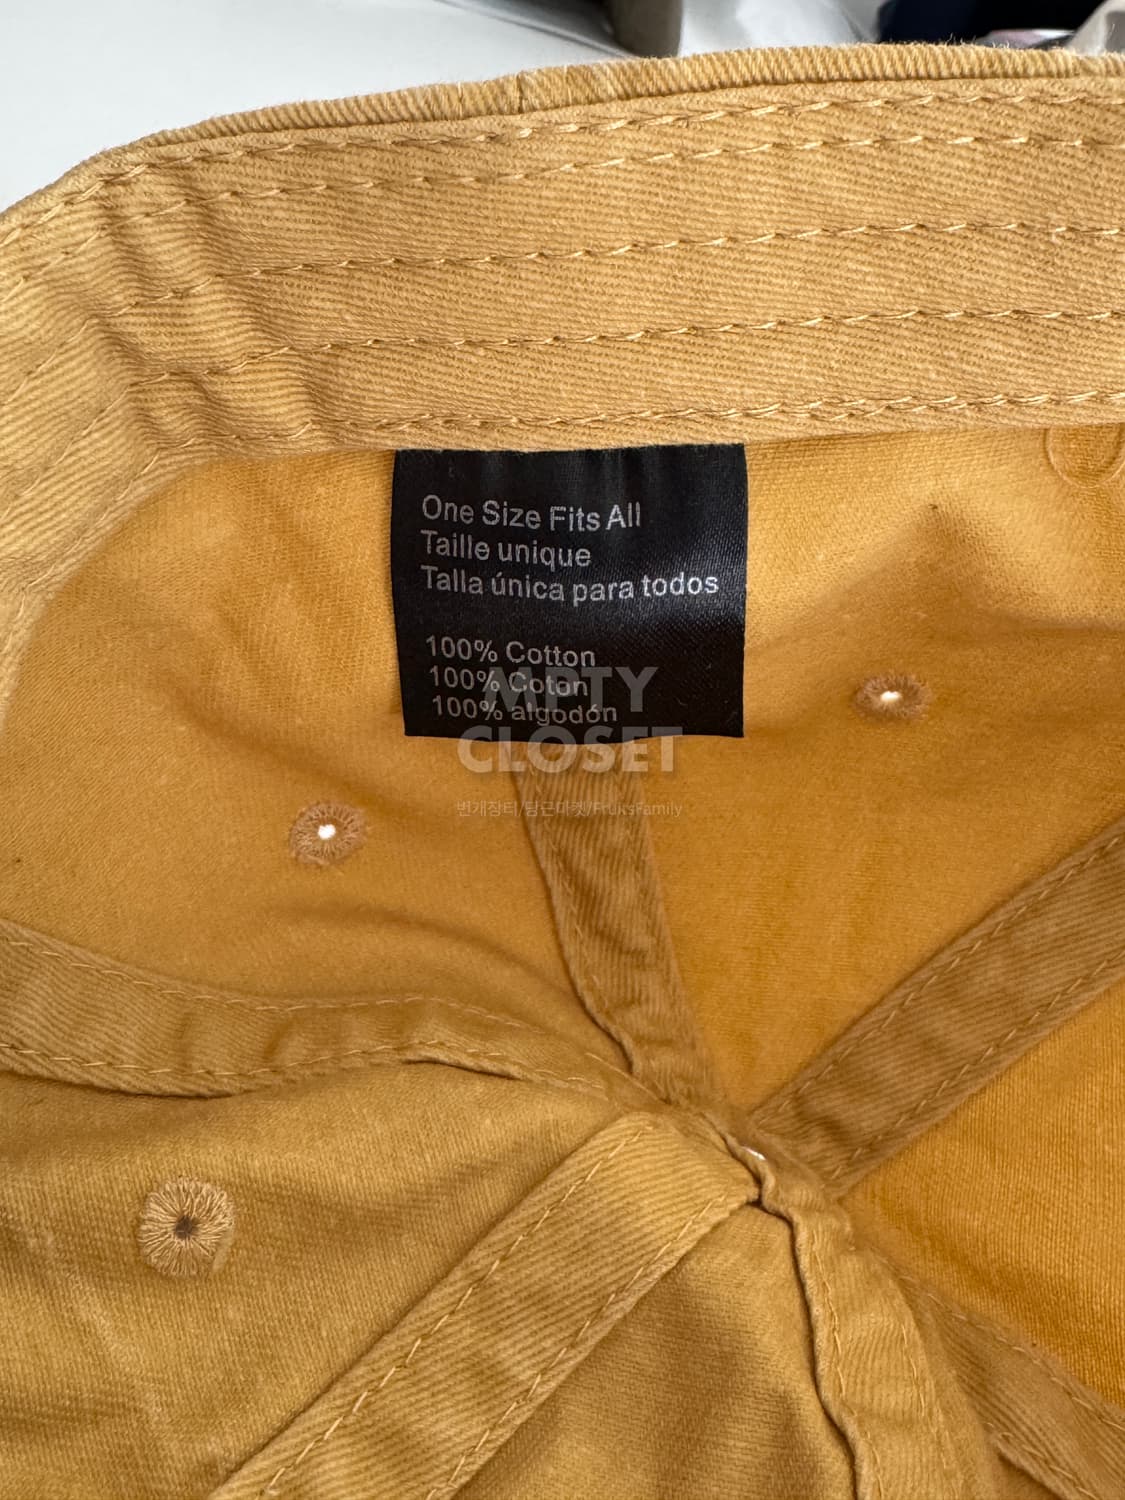 One Size Fits All
Taille unique
Talla única para todos
100% Cotton
100% Coton
100% algodón
MPTY
CLOSET
번개장터/당근마켓/FruksFamily